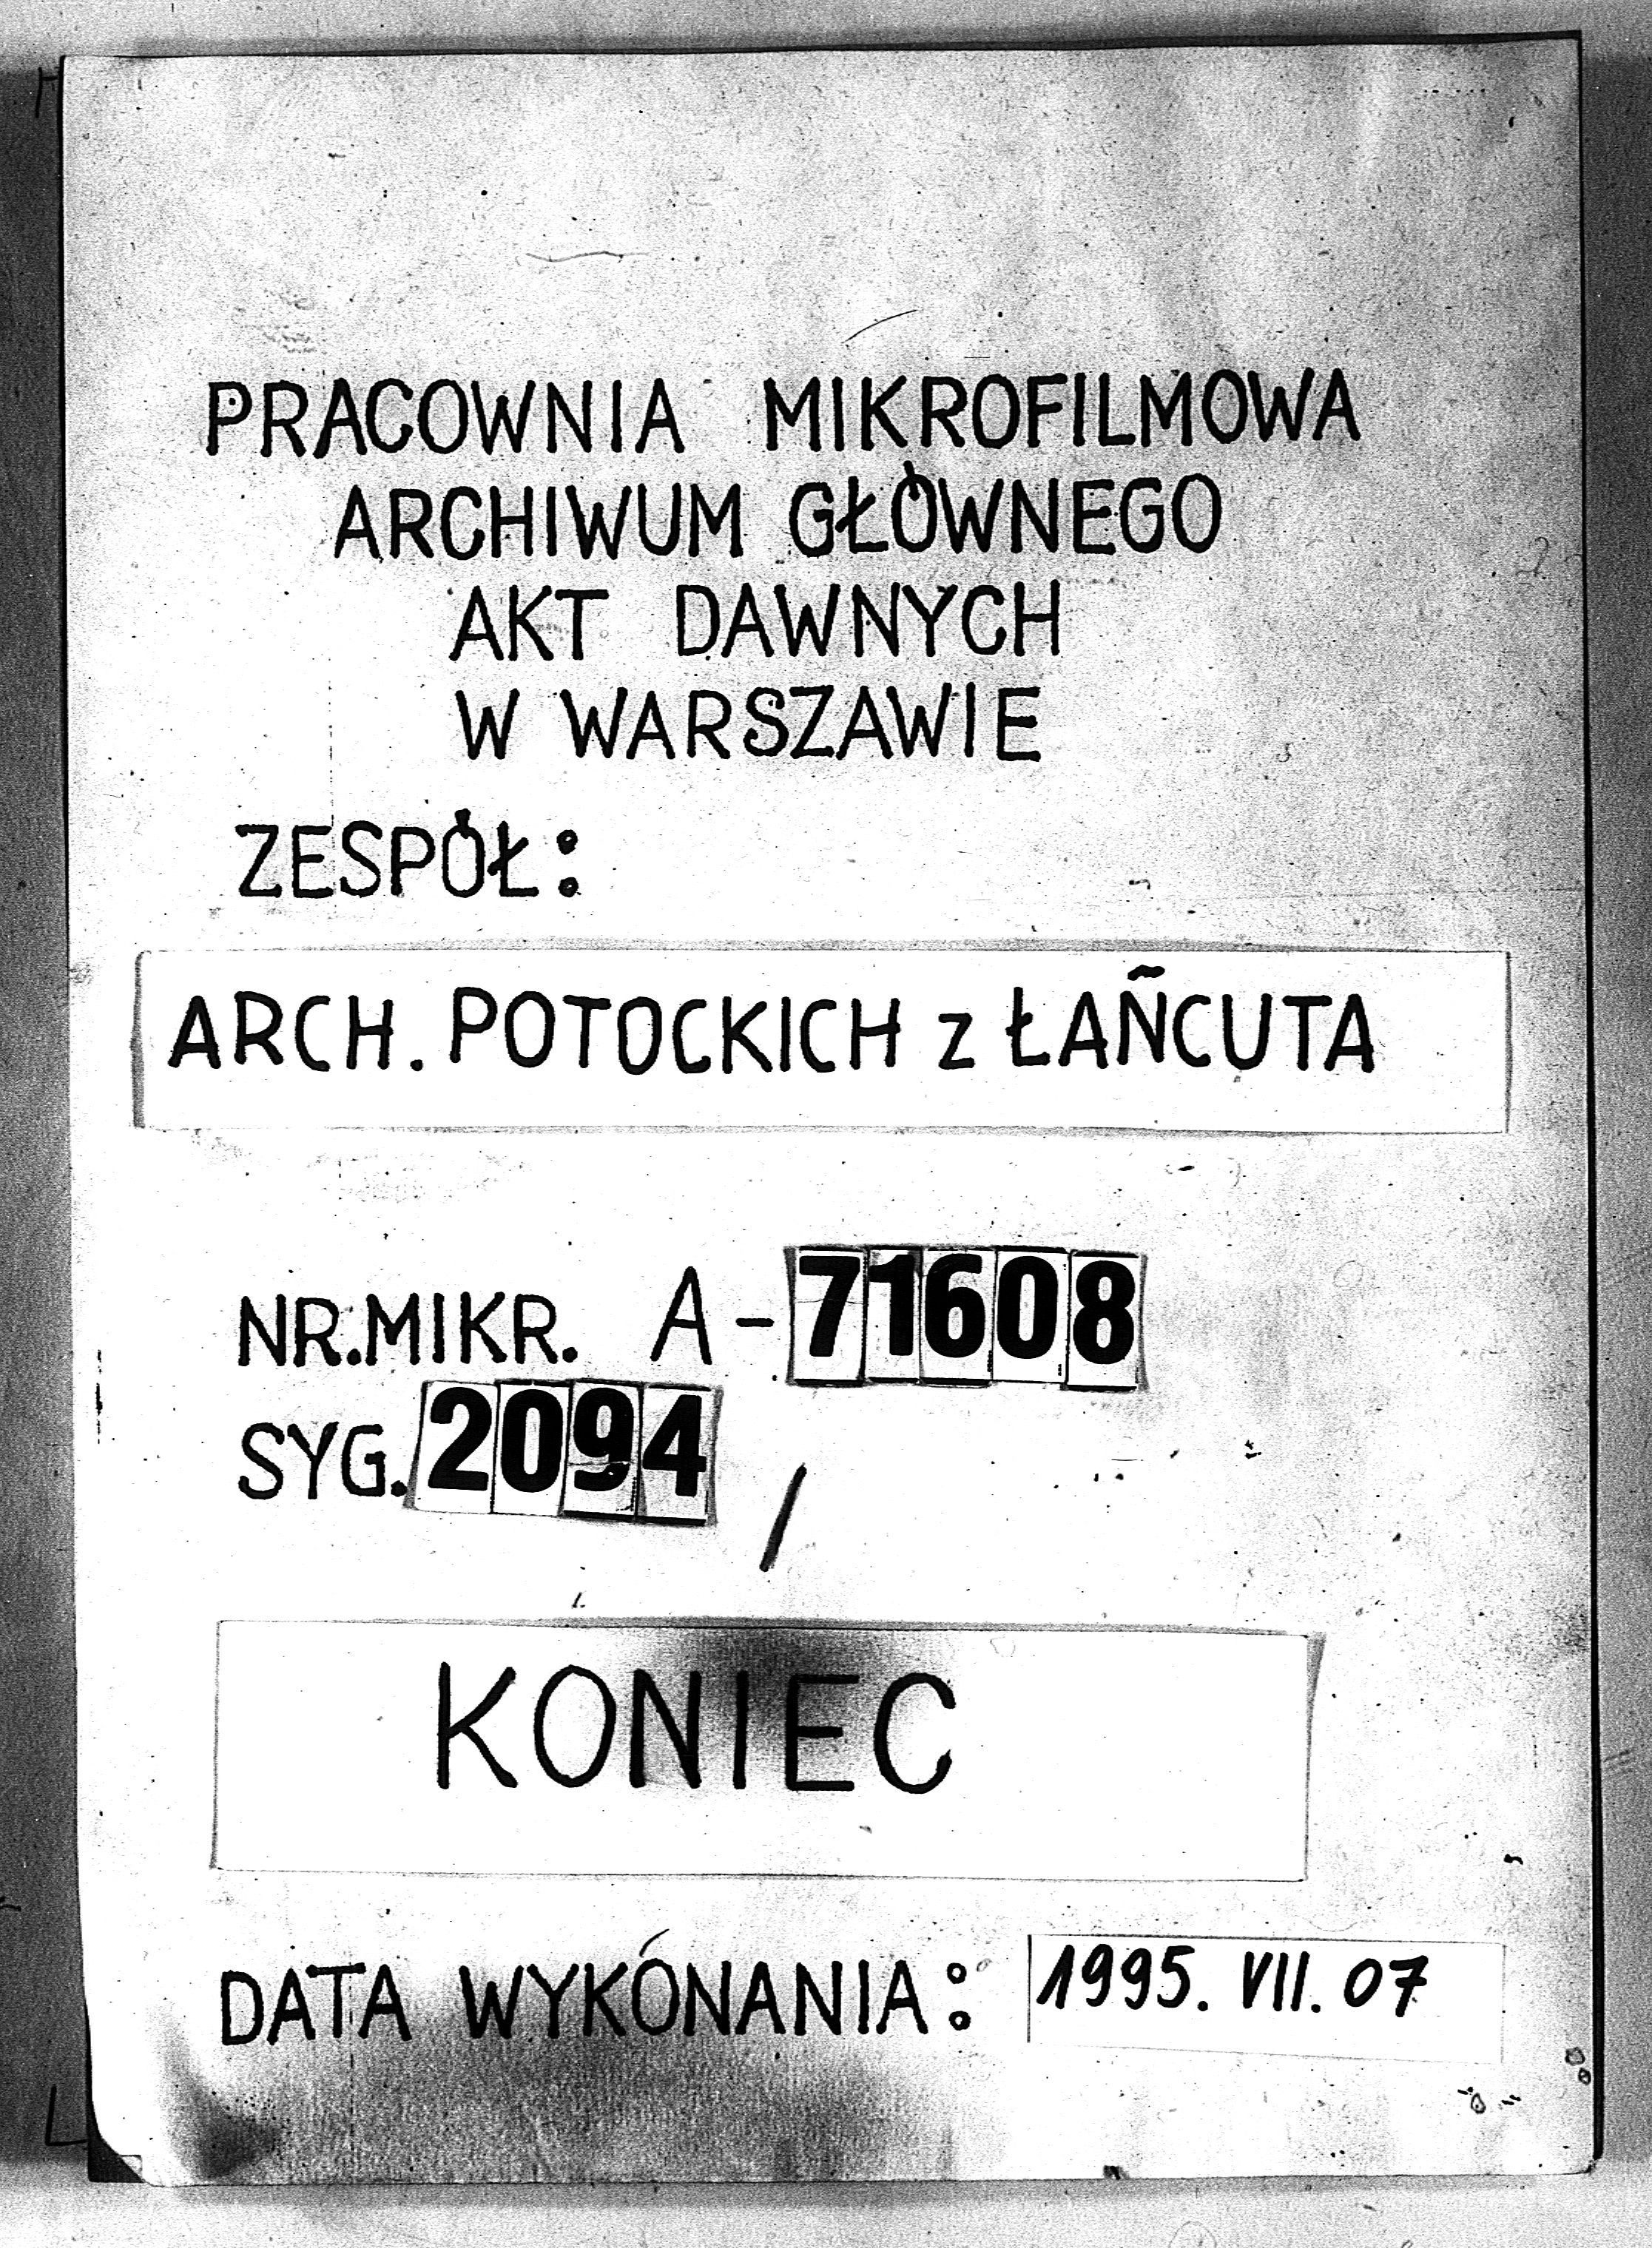 PRACOWNIA MIKROFILMOWA
ARCHIWUM GŁÓWNEGO
AKT DAWNYCH
W WARSZAWIE
ZESPÓŁ:
ARCH. POTOCKICH z ŁAŃCUTA
NR.MIKR. A-71608
SYG. 2094 /
KONIEC
DATA WYKONANIA: 1995. VII. 07